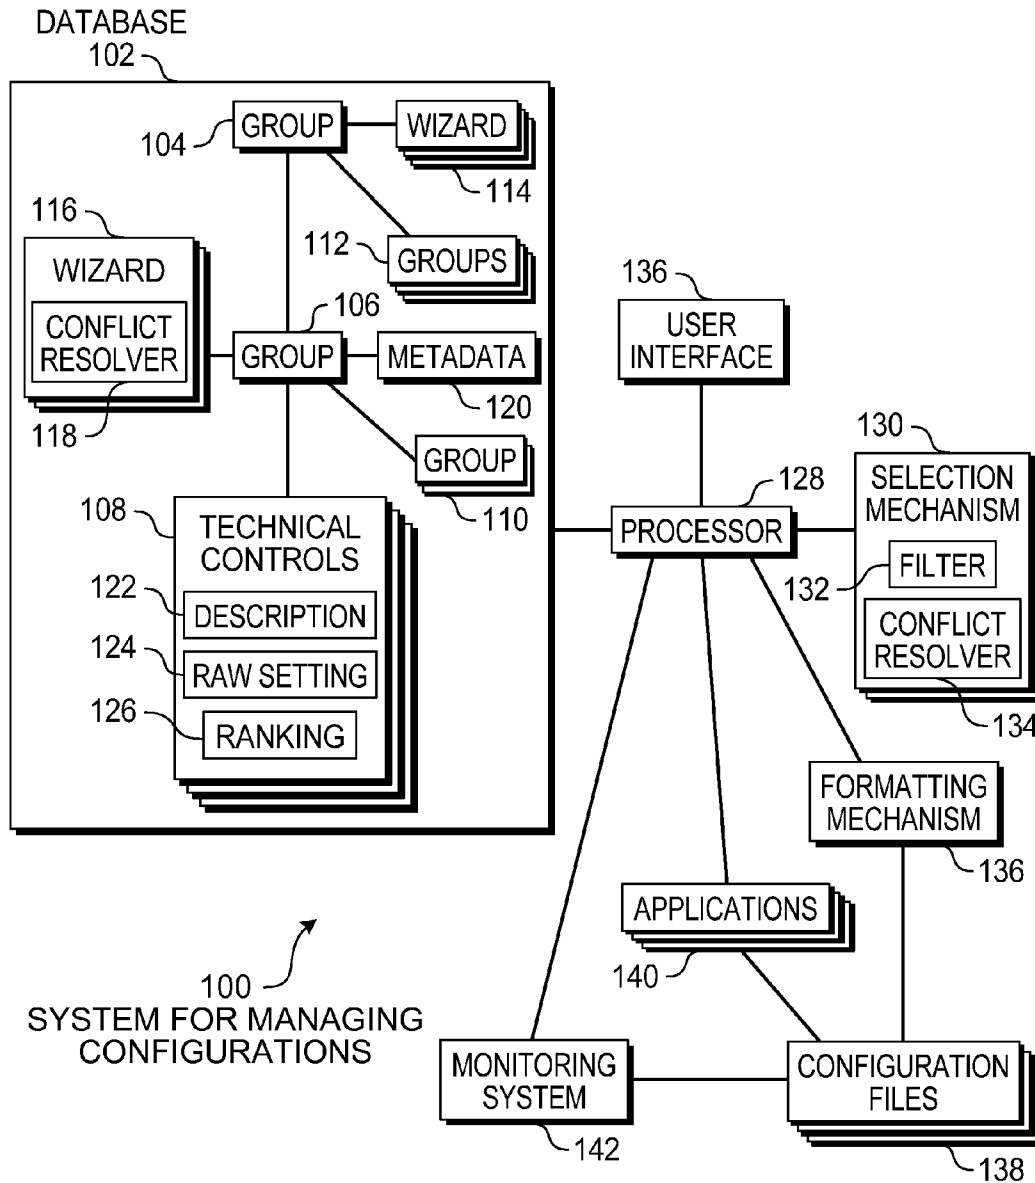 DATABASE
102
GROUP
104
WIZARD
114
112
GROUPS
116
WIZARD
CONFLICT
RESOLVER
118
106
GROUP
METADATA
120
GROUP
110
108
TECHNICAL
CONTROLS
122
DESCRIPTION
124
RAW SETTING
126
RANKING
136
USER
INTERFACE
128
PROCESSOR
130
SELECTION
MECHANISM
132
FILTER
CONFLICT
RESOLVER
134
FORMATTING
MECHANISM
136
APPLICATIONS
140
100
SYSTEM FOR MANAGING
CONFIGURATIONS
MONITORING
SYSTEM
142
CONFIGURATION
FILES
138